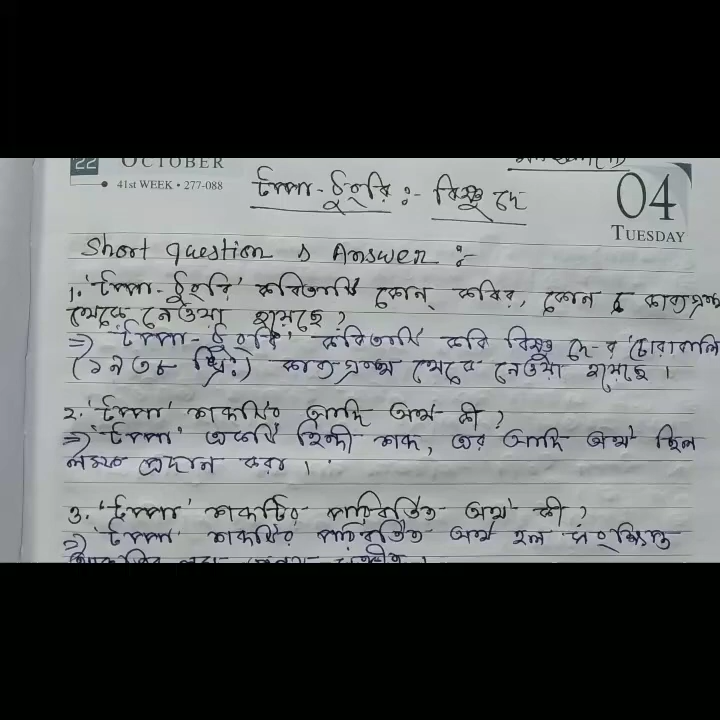 22 OCTOBER
41st WEEK • 277-088
04
TUESDAY
টপ্পা-ঠুংরি :- বিষ্ণু দে
Short question & Answer :-
1. 'টপ্পা-ঠুংরি' কবিতাটি কোন্ কবির, কোন কাব্যগ্রন্থ
থেকে নেওয়া হয়েছে?
⇒ 'টপ্পা-ঠুংরি' কবিতাটি কবি বিষ্ণু দে-র 'চোরাবালি
(১৯৩৮ খ্রি:) কাব্যগ্রন্থ থেকে নেওয়া হয়েছে।
2. 'টপ্পা' শব্দটির আদি অর্থ কী?
⇒ 'টপ্পা' একটি হিন্দী শব্দ, এর আদি অর্থ ছিল
লম্ফ প্রদান করা।
3. 'টপ্পা' শব্দটির পরিবর্তিত অর্থ কী?
⇒ 'টপ্পা' শব্দটির পরিবর্তিত অর্থ হল সংক্ষিপ্ত